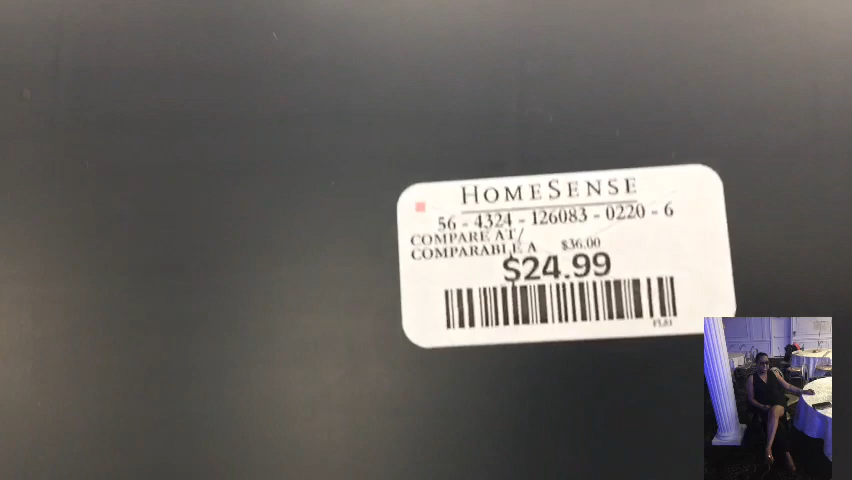 HOMESENSE
56 - 4324 - 126083 - 0220 - 6
COMPARE AT/
COMPARABLE A $36.00
$24.99